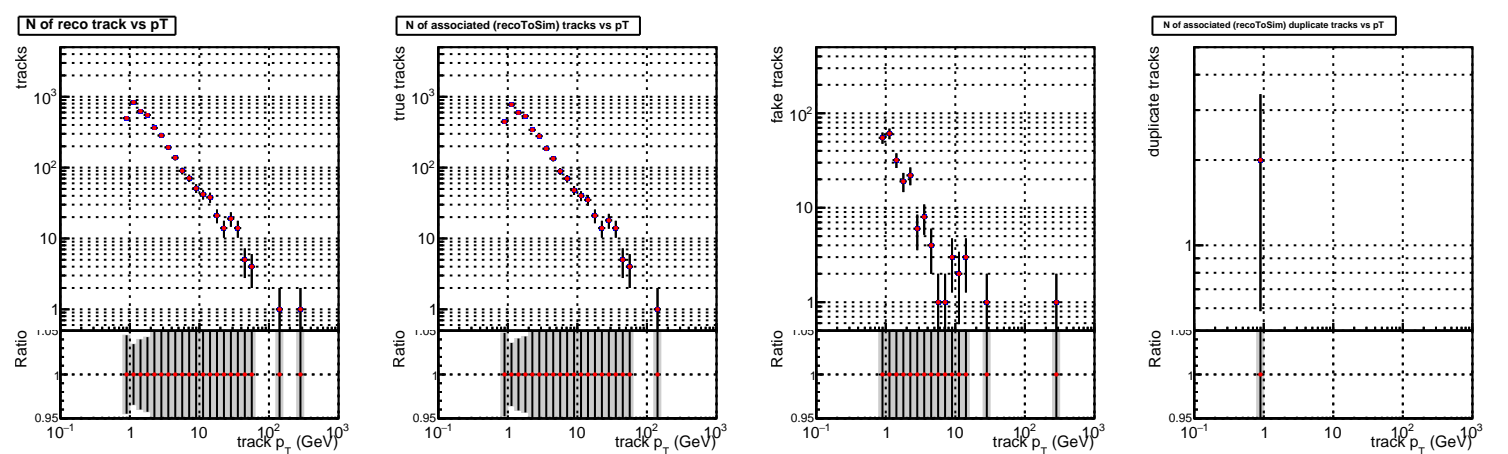 N of reco track vs pT
tracks
10³
10²
10
1
1.05
Ratio
1
0.95
10⁻¹
1
10
10²
10³
track p_T (GeV)
N of associated (recoToSim) tracks vs pT
true tracks
10³
10²
10
1
1.05
Ratio
1
0.95
10⁻¹
1
10
10²
10³
track p_T (GeV)
fake tracks
10²
10
1
1.05
Ratio
1
0.95
10⁻¹
1
10
10²
10³
track p_T (GeV)
N of associated (recoToSim) duplicate tracks vs pT
duplicate tracks
1
1.05
Ratio
1
0.95
10⁻¹
1
10
10²
10³
track p_T (GeV)